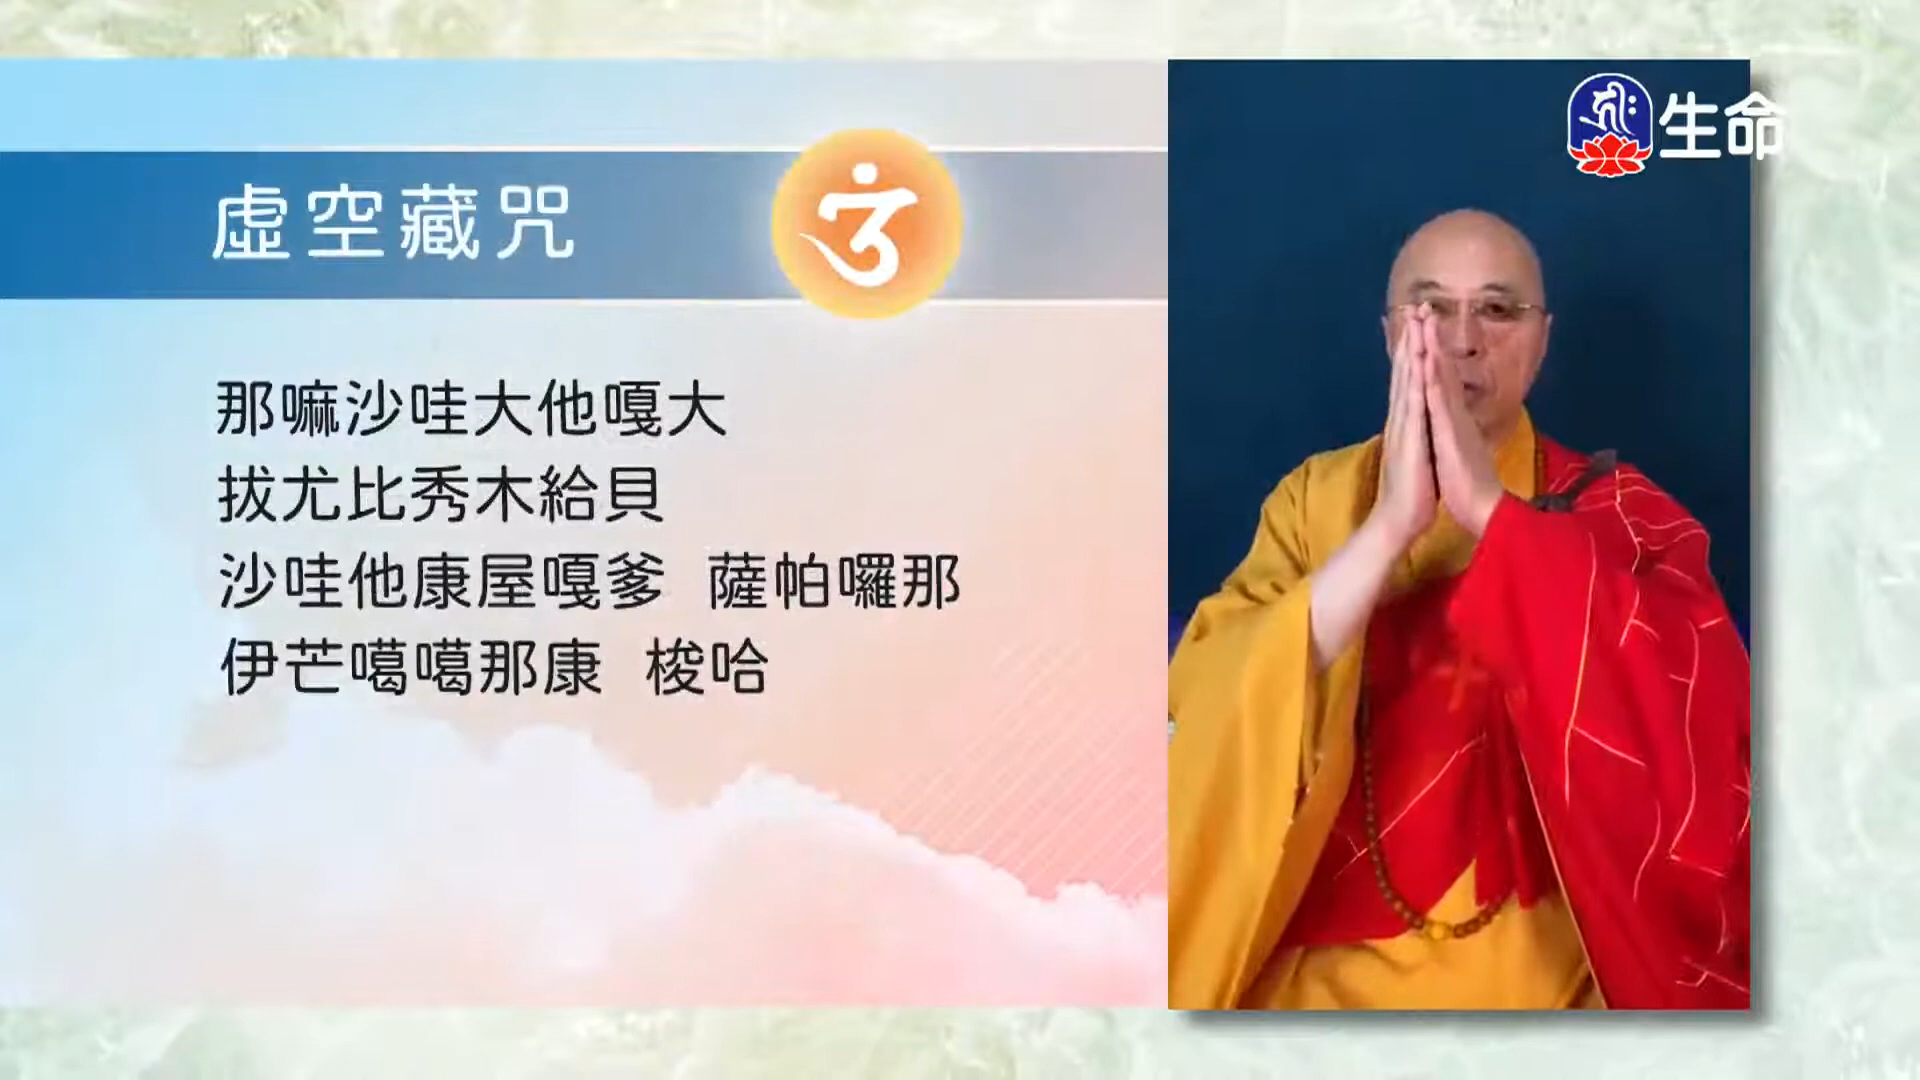 虛空藏咒
生命
那嘛沙哇大他嘎大
拔尤比秀木給貝
沙哇他康屋嘎爹 薩帕囉那
伊芒噶噶那康 梭哈